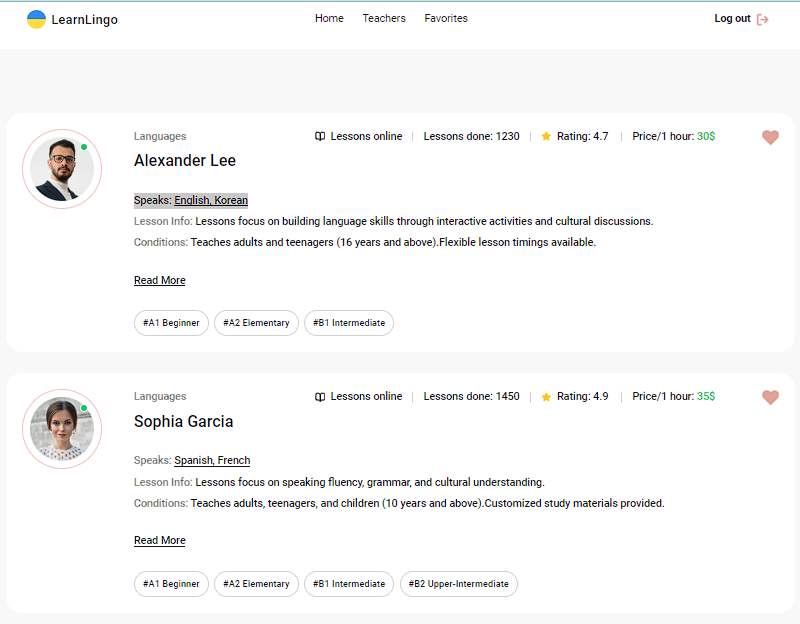 LearnLingo
Home Teachers Favorites
Log out
Languages
Lessons online | Lessons done: 1230 | Rating: 4.7 | Price/1 hour: 30$
Alexander Lee
Speaks: English, Korean
Lesson Info: Lessons focus on building language skills through interactive activities and cultural discussions.
Conditions: Teaches adults and teenagers (16 years and above).Flexible lesson timings available.
Read More
#A1 Beginner #A2 Elementary #B1 Intermediate
Languages
Lessons online | Lessons done: 1450 | Rating: 4.9 | Price/1 hour: 35$
Sophia Garcia
Speaks: Spanish, French
Lesson Info: Lessons focus on speaking fluency, grammar, and cultural understanding.
Conditions: Teaches adults, teenagers, and children (10 years and above).Customized study materials provided.
Read More
#A1 Beginner #A2 Elementary #B1 Intermediate #B2 Upper-Intermediate